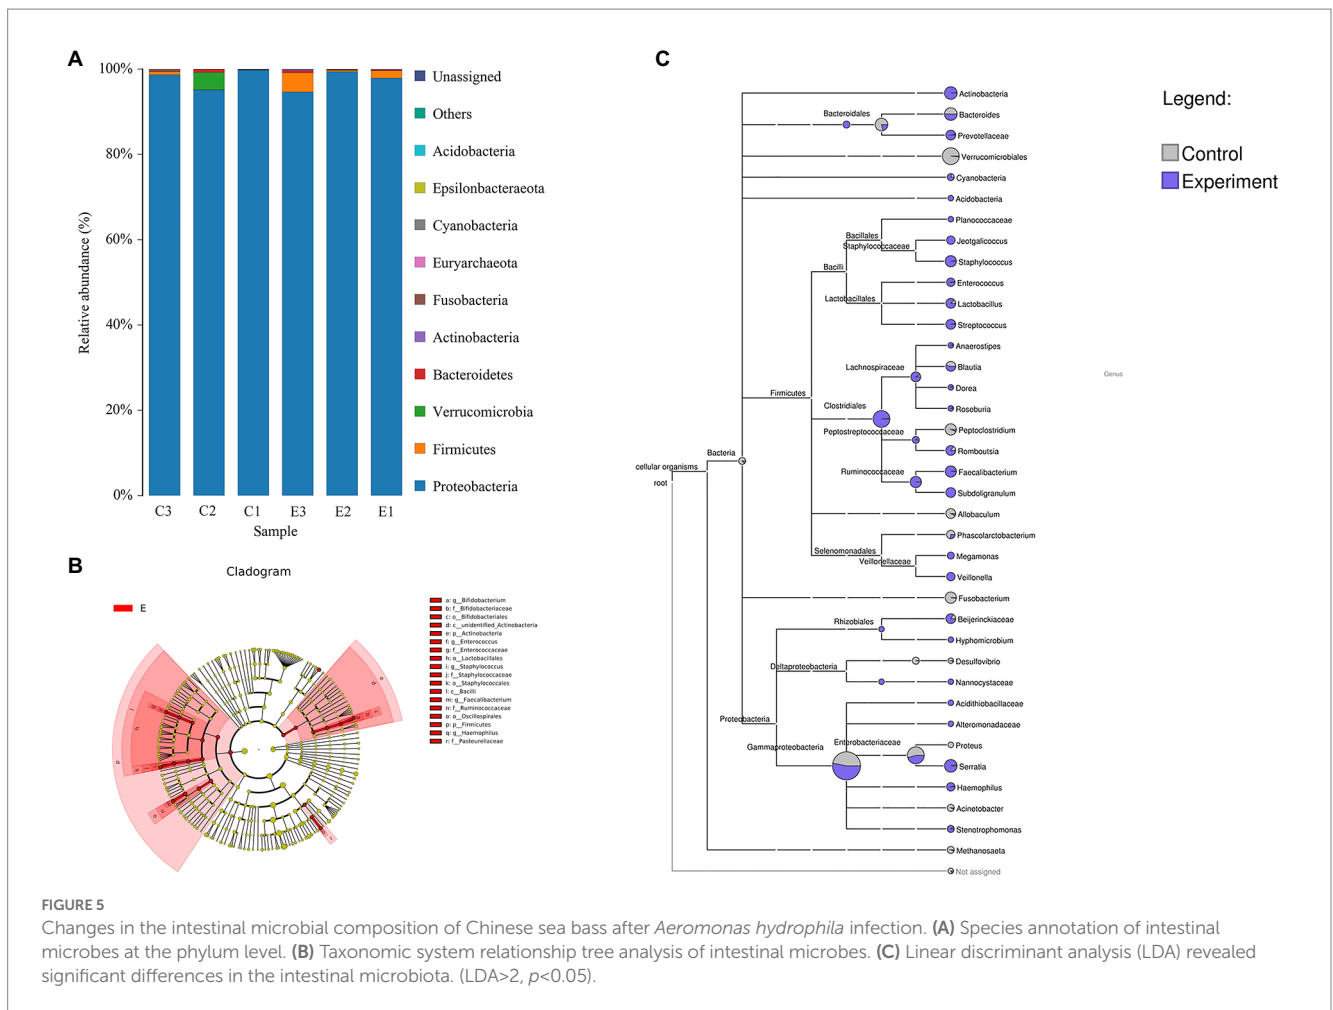 A
100%
80%
60%
40%
20%
0%
Relative abundance (%)
C3 C2 C1 E3 E2 E1
Sample
Unassigned
Others
Acidobacteria
Epsilonbacteraeota
Cyanobacteria
Euryarchaeota
Fusobacteria
Actinobacteria
Bacteroidetes
Verrucomicrobia
Firmicutes
Proteobacteria
B
Cladogram
E
a: g__Bifidobacterium
b: f__Bifidobacteriaceae
c: o__Bifidobacteriales
d: c__unidentified_Actinobacteria
e: p__Actinobacteria
f: g__Enterococcus
g: f__Enterococcaceae
h: o__Lactobacillales
i: g__Staphylococcus
j: f__Staphylococcaceae
k: o__Staphylococcales
l: c__Bacilli
m: g__Faecalibacterium
n: f__Ruminococcaceae
o: o__Oscillospirales
p: p__Firmicutes
q: g__Haemophilus
r: f__Pasteurellaceae
C
root
cellular organisms
Bacteria
Actinobacteria
Bacteroidales
Bacteroides
Prevotellaceae
Verrucomicrobiales
Cyanobacteria
Acidobacteria
Firmicutes
Bacilli
Bacillales
Planococcaceae
Staphylococcaceae
Jeotgalicoccus
Staphylococcus
Lactobacillales
Enterococcus
Lactobacillus
Streptococcus
Clostridiales
Lachnospiraceae
Anaerostipes
Blautia
Dorea
Roseburia
Peptostreptococcaceae
Peptoclostridium
Romboutsia
Ruminococcaceae
Faecalibacterium
Subdoligranulum
Allobaculum
Selenomonadales
Phascolarctobacterium
Veillonellaceae
Megamonas
Veillonella
Fusobacterium
Proteobacteria
Rhizobiales
Beijerinckiaceae
Hyphomicrobium
Deltaproteobacteria
Desulfovibrio
Nannocystaceae
Gammaproteobacteria
Acidithiobacillaceae
Alteromonadaceae
Enterobacteriaceae
Proteus
Serratia
Haemophilus
Acinetobacter
Stenotrophomonas
Methanosaeta
Not assigned
Genus
Legend:
Control
Experiment
FIGURE 5
Changes in the intestinal microbial composition of Chinese sea bass after Aeromonas hydrophila infection. (A) Species annotation of intestinal
microbes at the phylum level. (B) Taxonomic system relationship tree analysis of intestinal microbes. (C) Linear discriminant analysis (LDA) revealed
significant differences in the intestinal microbiota. (LDA>2, p<0.05).